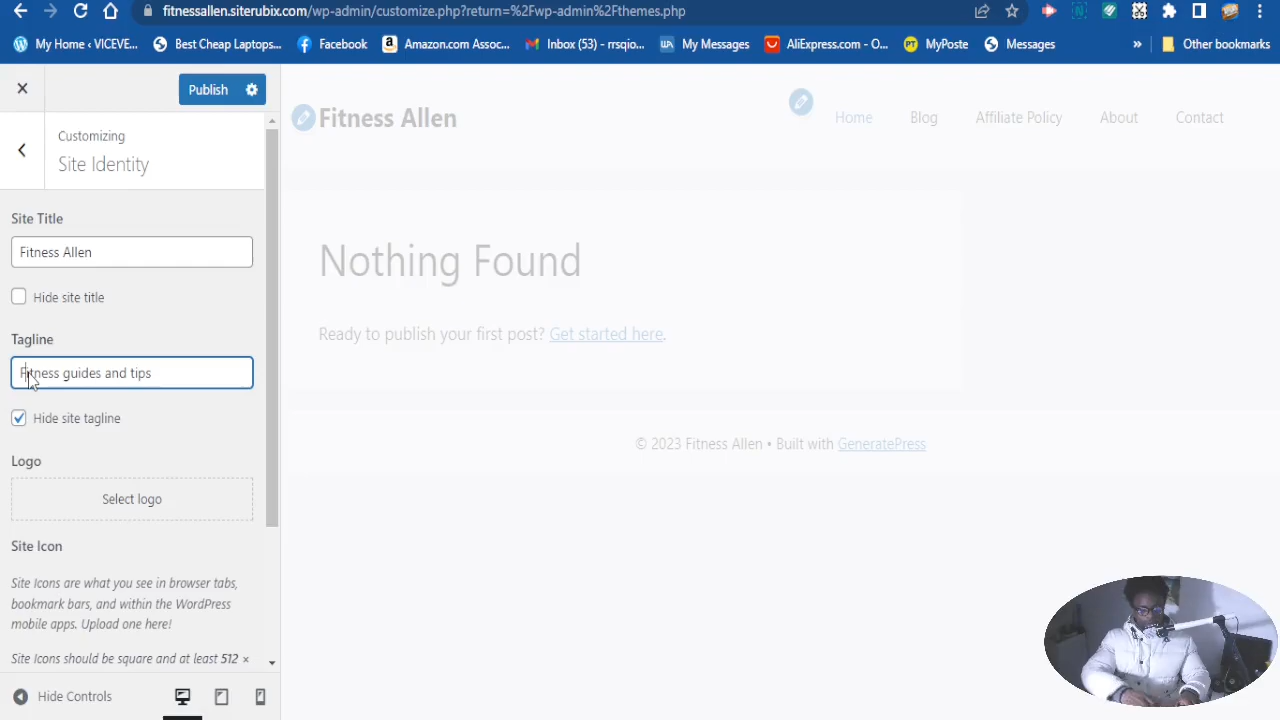 fitnessallen.siterubix.com/wp-admin/customize.php?return=%2Fwp-admin%2Fthemes.php
My Home ‹ VICEVE...
Best Cheap Laptops...
Facebook
Amazon.com Assoc...
Inbox (53) - rrsqio...
My Messages
AliExpress.com - O...
MyPoste
Messages
»
Other bookmarks
Publish
Customizing
Site Identity
Site Title
Fitness Allen
Hide site title
Tagline
Fitness guides and tips
Hide site tagline
Logo
Select logo
Site Icon
Site Icons are what you see in browser tabs,
bookmark bars, and within the WordPress
mobile apps. Upload one here!
Site Icons should be square and at least 512 ×
Hide Controls
Fitness Allen
Home
Blog
Affiliate Policy
About
Contact
Nothing Found
Ready to publish your first post? Get started here.
© 2023 Fitness Allen • Built with GeneratePress